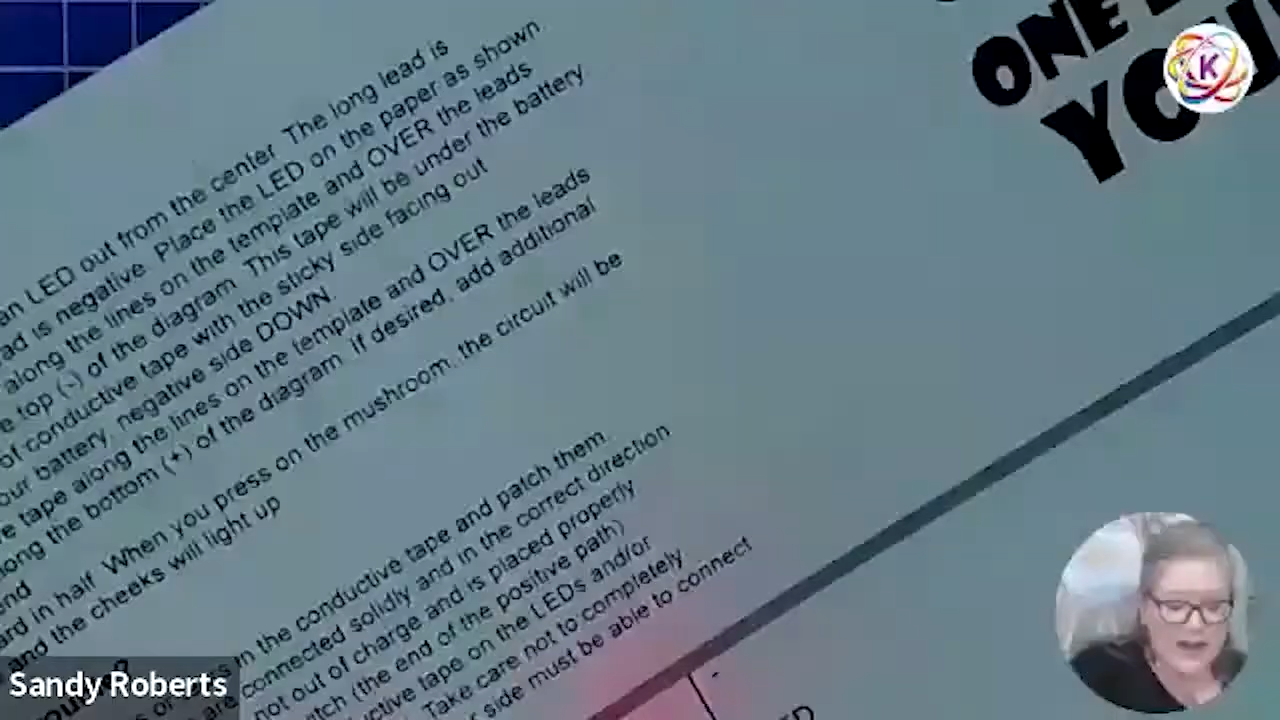 an LED out from the center. The long lead is
ad is negative. Place the LED on the paper as shown.
along the lines on the template and OVER the leads
e top (-) of the diagram. This tape will be under the battery
of conductive tape with the sticky side facing out
our battery, negative side DOWN.
e tape along the lines on the template and OVER the leads
ong the bottom (+) of the diagram. If desired, add additional
end
ard in half. When you press on the mushroom, the circuit will be
and the cheeks will light up
in the conductive tape and patch them.
are connected solidly and in the correct direction
not out of charge and is placed properly
tch (the end of the positive path)
uctive tape on the LEDs and/or
Take care not to completely
r side must be able to connect
-
ED
ONE
YOU
K
Sandy Roberts